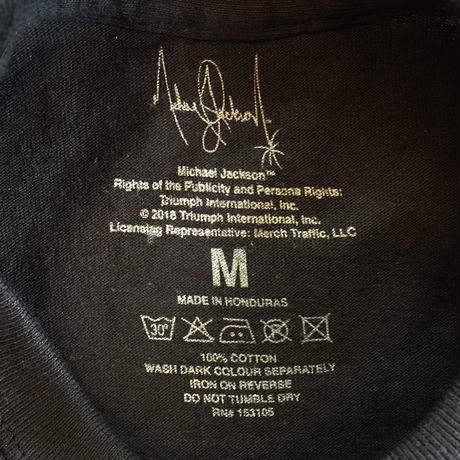 Michael Jackson
Michael Jackson™
Rights of the Publicity and Persona Rights:
Triumph International, Inc.
© 2018 Triumph International, Inc.
Licensing Representative: Merch Traffic, LLC
M
MADE IN HONDURAS
30°
100% COTTON
WASH DARK COLOUR SEPARATELY
IRON ON REVERSE
DO NOT TUMBLE DRY
RN# 153105